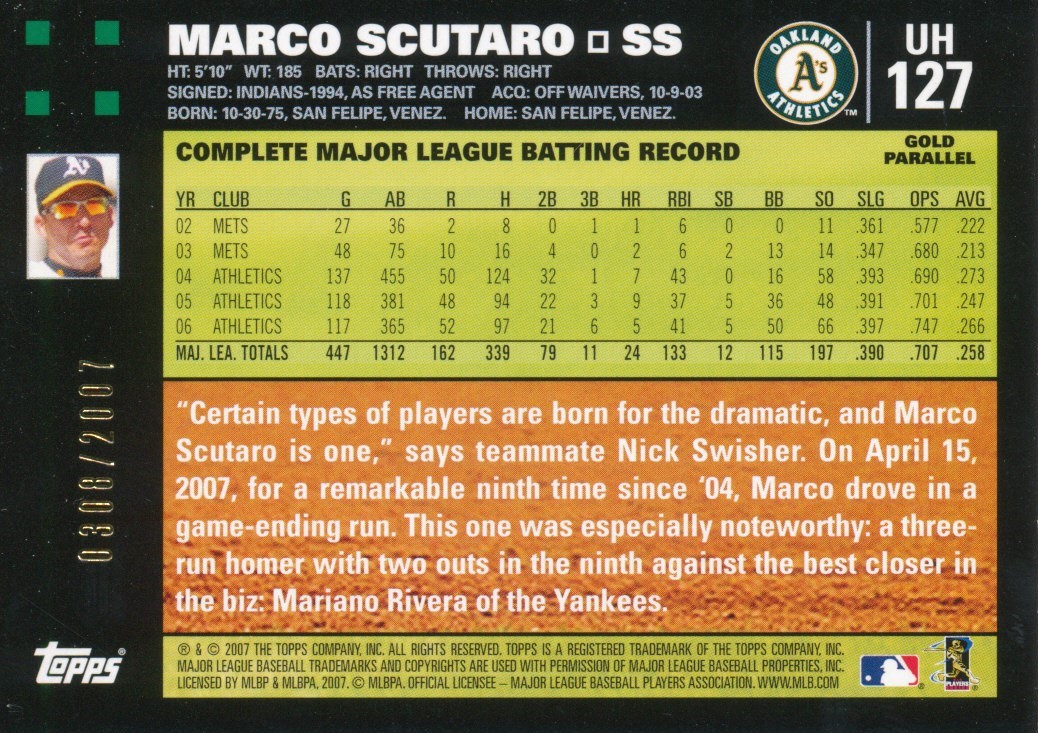 MARCO SCUTARO □ SS
HT: 5'10" WT: 185 BATS: RIGHT THROWS: RIGHT
SIGNED: INDIANS-1994, AS FREE AGENT ACQ: OFF WAIVERS, 10-9-03
BORN: 10-30-75, SAN FELIPE, VENEZ. HOME: SAN FELIPE, VENEZ.
OAKLAND
A's
ATHLETICS
TM
UH
127
COMPLETE MAJOR LEAGUE BATTING RECORD
GOLD
PARALLEL
YR CLUB G AB R H 2B 3B HR RBI SB BB SO SLG OPS AVG
02 METS 27 36 2 8 0 1 1 6 0 0 11 .361 .577 .222
03 METS 48 75 10 16 4 0 2 6 2 13 14 .347 .680 .213
04 ATHLETICS 137 455 50 124 32 1 7 43 0 16 58 .393 .690 .273
05 ATHLETICS 118 381 48 94 22 3 9 37 5 36 48 .391 .701 .247
06 ATHLETICS 117 365 52 97 21 6 5 41 5 50 66 .397 .747 .266
MAJ. LEA. TOTALS 447 1312 162 339 79 11 24 133 12 115 197 .390 .707 .258
"Certain types of players are born for the dramatic, and Marco
Scutaro is one," says teammate Nick Swisher. On April 15,
2007, for a remarkable ninth time since '04, Marco drove in a
game-ending run. This one was especially noteworthy: a three-
run homer with two outs in the ninth against the best closer in
the biz: Mariano Rivera of the Yankees.
0308/2007
topps®
® & © 2007 THE TOPPS COMPANY, INC. ALL RIGHTS RESERVED. TOPPS IS A REGISTERED TRADEMARK OF THE TOPPS COMPANY, INC.
MAJOR LEAGUE BASEBALL TRADEMARKS AND COPYRIGHTS ARE USED WITH PERMISSION OF MAJOR LEAGUE BASEBALL PROPERTIES, INC.
LICENSED BY MLBP & MLBPA, 2007. © MLBPA. OFFICIAL LICENSEE – MAJOR LEAGUE BASEBALL PLAYERS ASSOCIATION. WWW.MLB.COM
PLAYERS